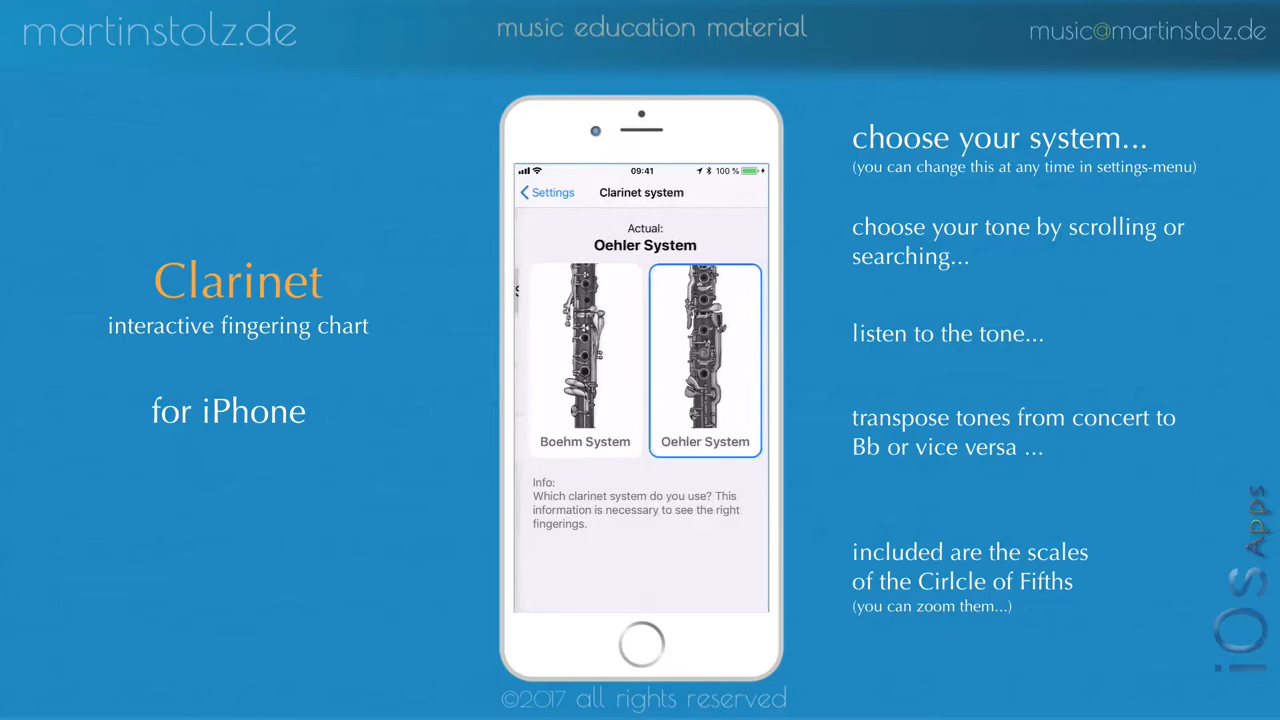 martinstolz.de
music education material
music@martinstolz.de
Clarinet
interactive fingering chart
for iPhone
09:41
100 %
Settings
Clarinet system
Actual:
Oehler System
Boehm System
Oehler System
Info:
Which clarinet system do you use? This
information is necessary to see the right
fingerings.
choose your system...
(you can change this at any time in settings-menu)
choose your tone by scrolling or
searching...
listen to the tone...
transpose tones from concert to
Bb or vice versa ...
included are the scales
of the Cirlcle of Fifths
(you can zoom them...)
iOS Apps
©2017 all rights reserved